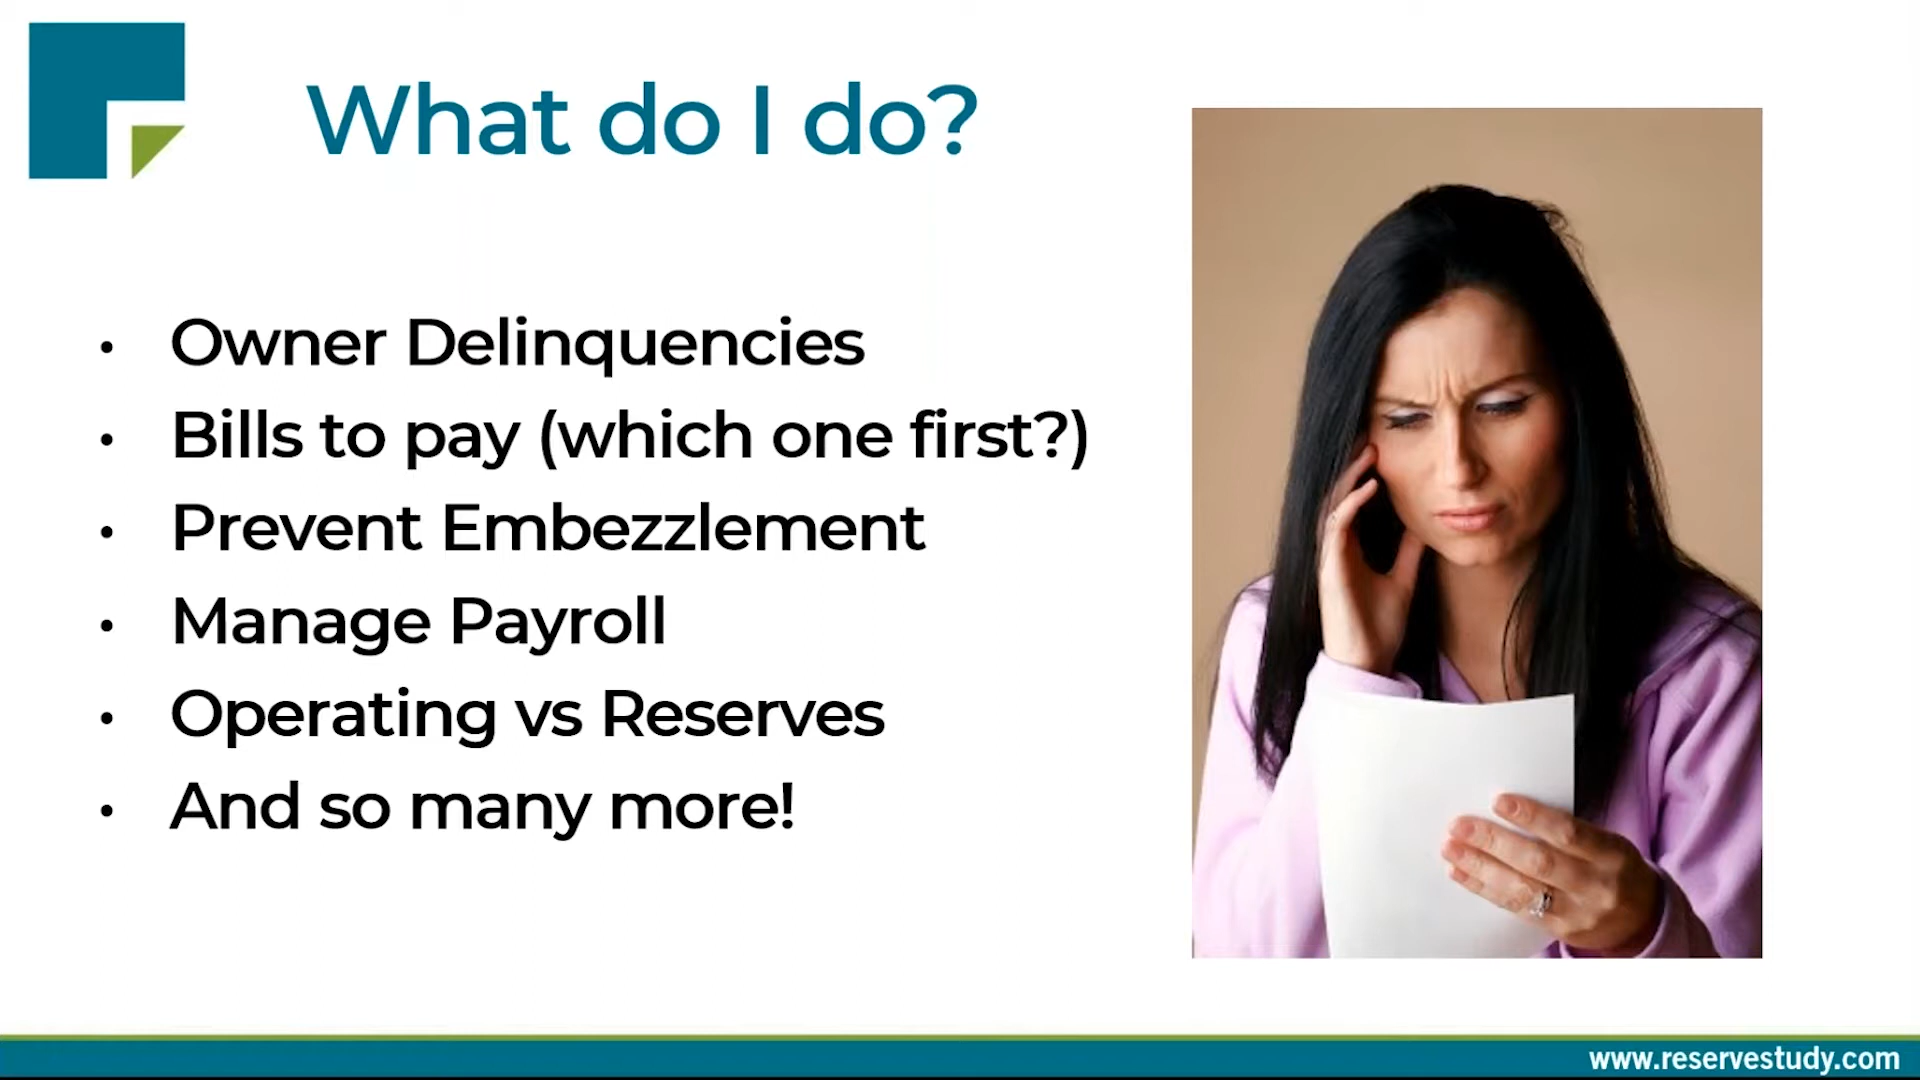 What do I do?
• Owner Delinquencies
• Bills to pay (which one first?)
• Prevent Embezzlement
• Manage Payroll
• Operating vs Reserves
• And so many more!
www.reservestudy.com